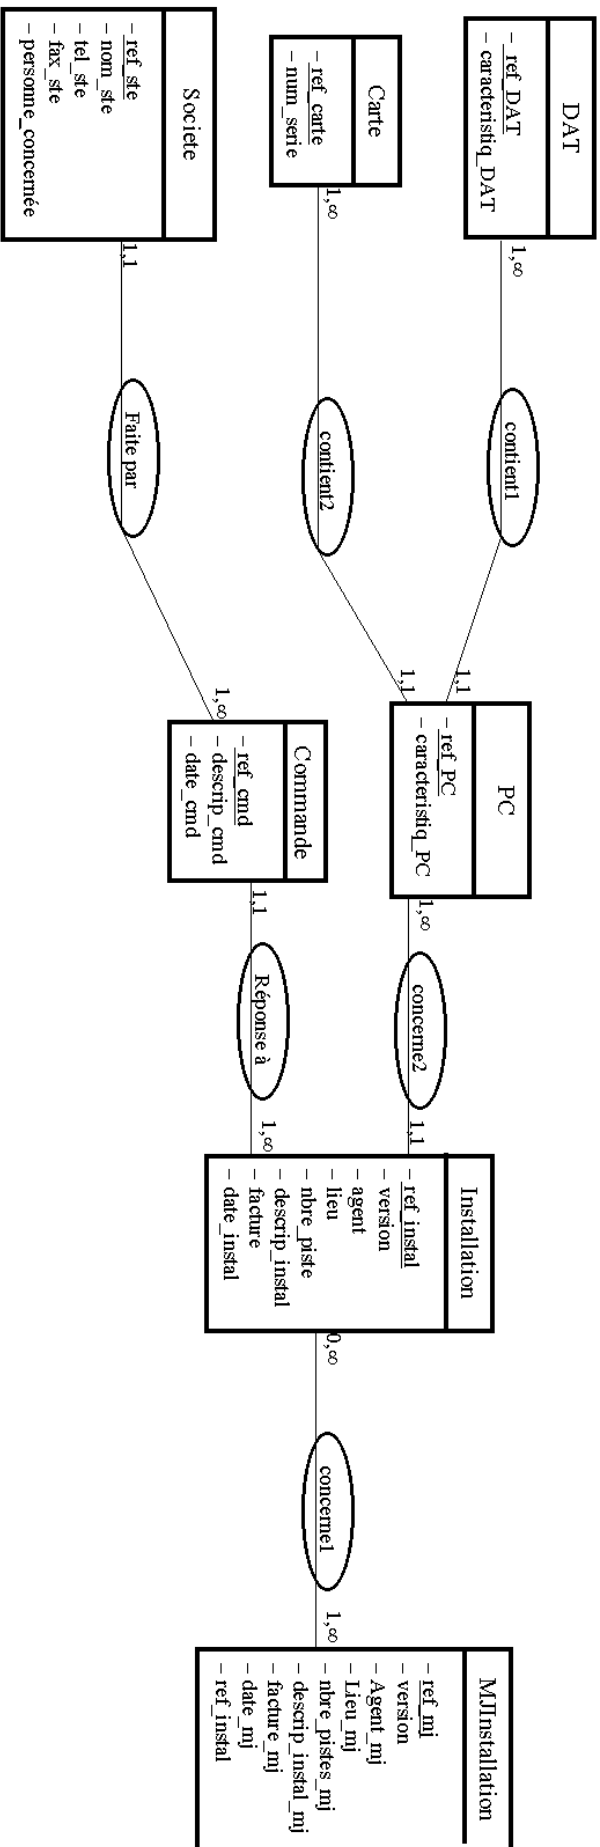 DAT
- ref_DAT
- caracteristiq_DAT
1,∞
contient1
1,1
Carte
- ref_carte
- num_serie
1,∞
contient2
1,1
PC
- ref_PC
- caracteristiq_PC
1,∞
concerne2
1,1
Societe
- ref_ste
- nom_ste
- tel_ste
- fax_ste
- personne_concernée
1,1
Faite par
1,∞
Commande
- ref_cmd
- descrip_cmd
- date_cmd
1,1
Réponse à
1,∞
Installation
- ref_instal
- version
- agent
- lieu
- nbre_piste
- descrip_instal
- facture
- date_instal
0,∞
concerne1
1,∞
MJInstallation
- ref_mj
- version
- Agent_mj
- Lieu_mj
- nbre_pistes_mj
- descrip_instal_mj
- facture_mj
- date_mj
- ref_instal